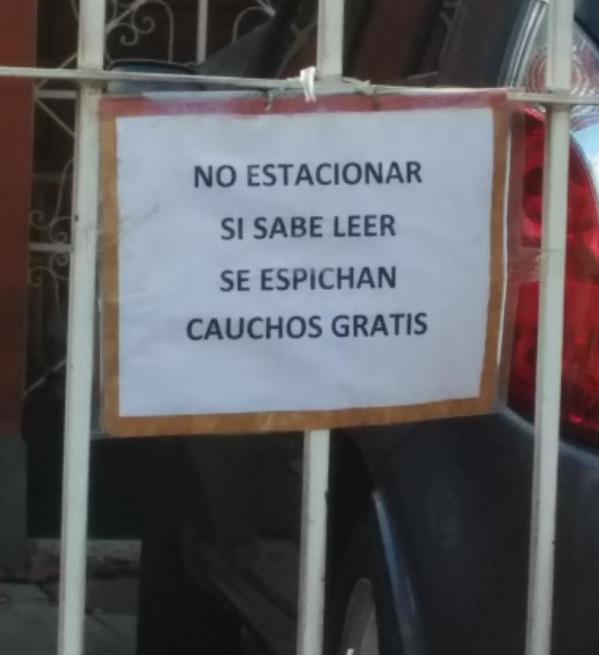 NO ESTACIONAR
SI SABE LEER
SE ESPICHAN
CAUCHOS GRATIS